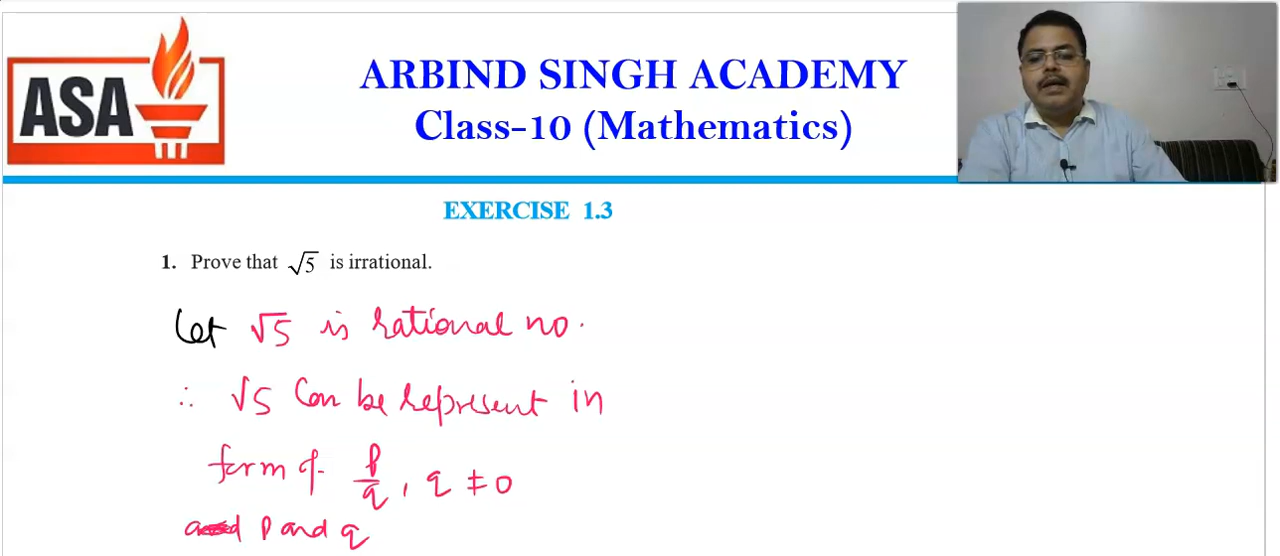 ASA
ARBIND SINGH ACADEMY
Class-10 (Mathematics)
EXERCISE 1.3
1. Prove that √5 is irrational.
Let √5 is rational no.
∴ √5 Can be represent in
form of p/q, q ≠ 0
and p and q